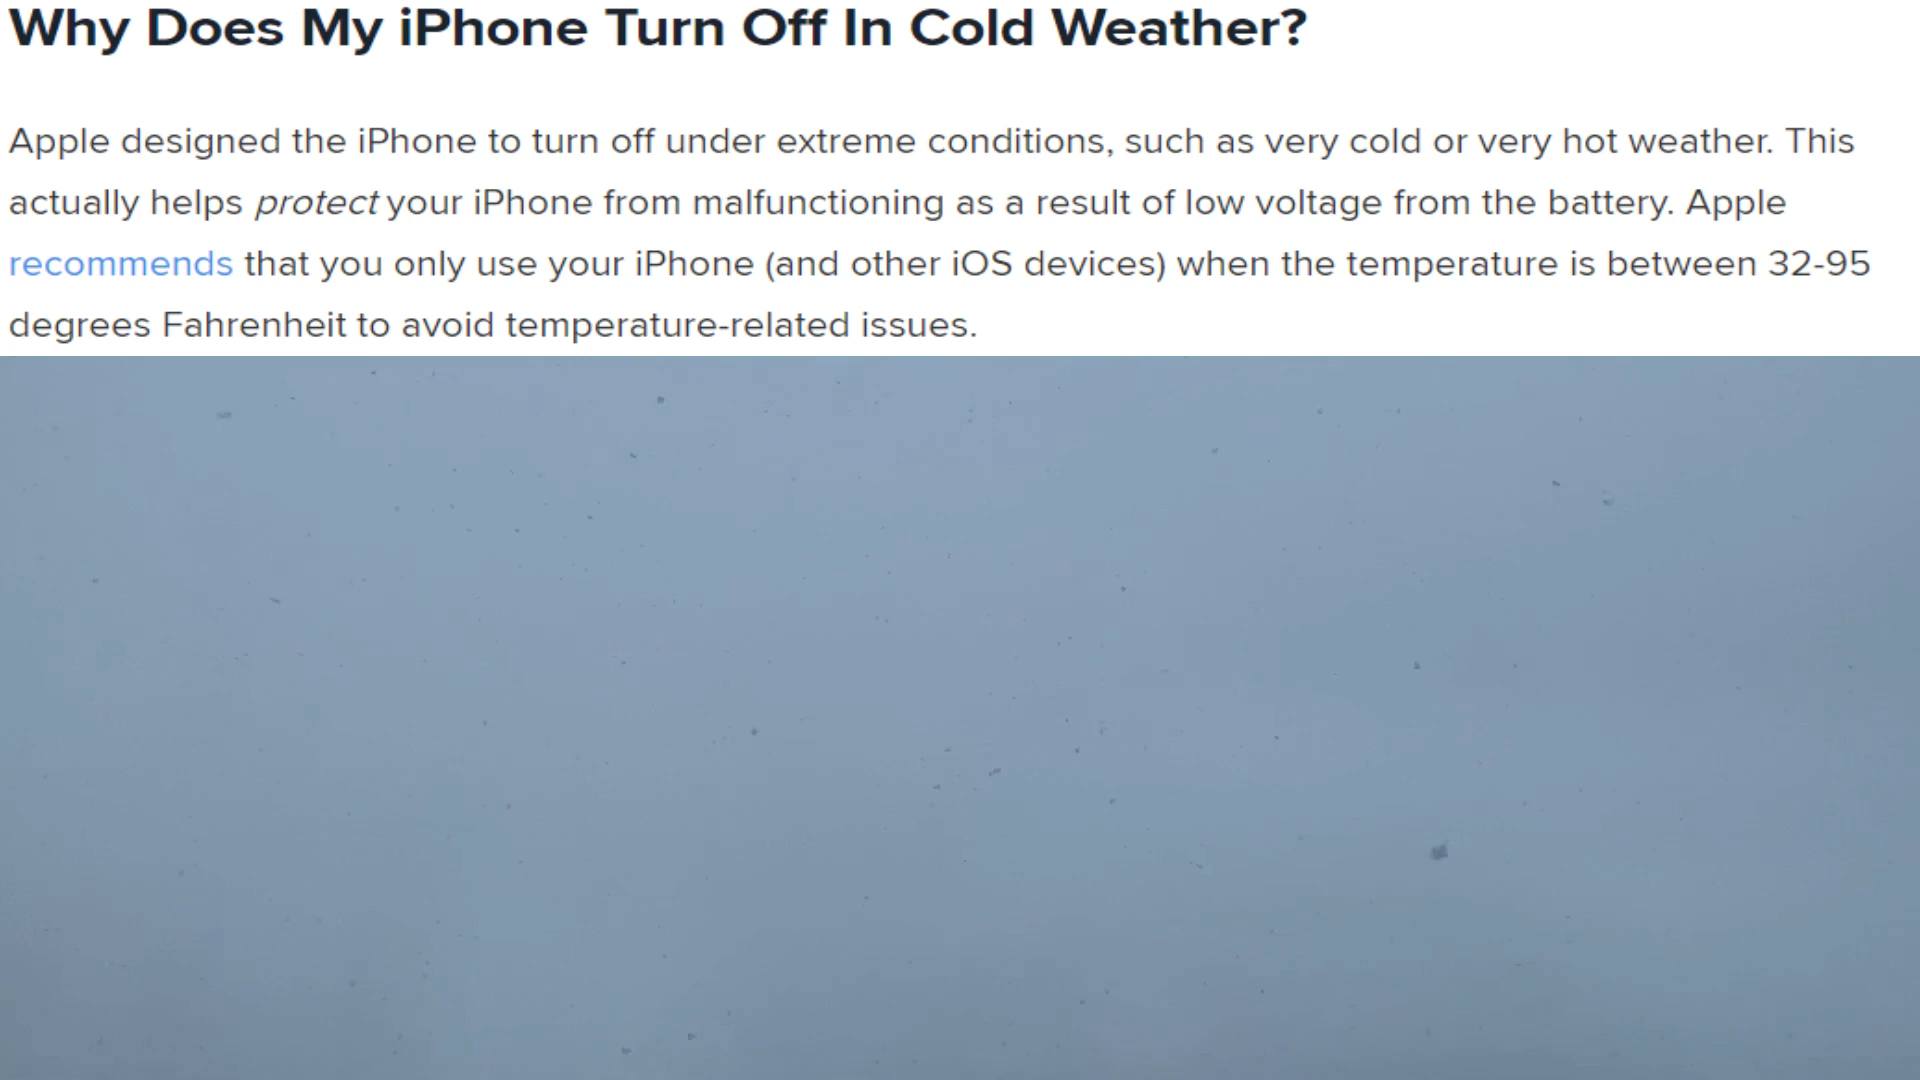 Why Does My iPhone Turn Off In Cold Weather?
Apple designed the iPhone to turn off under extreme conditions, such as very cold or very hot weather. This
actually helps protect your iPhone from malfunctioning as a result of low voltage from the battery. Apple
recommends that you only use your iPhone (and other iOS devices) when the temperature is between 32-95
degrees Fahrenheit to avoid temperature-related issues.